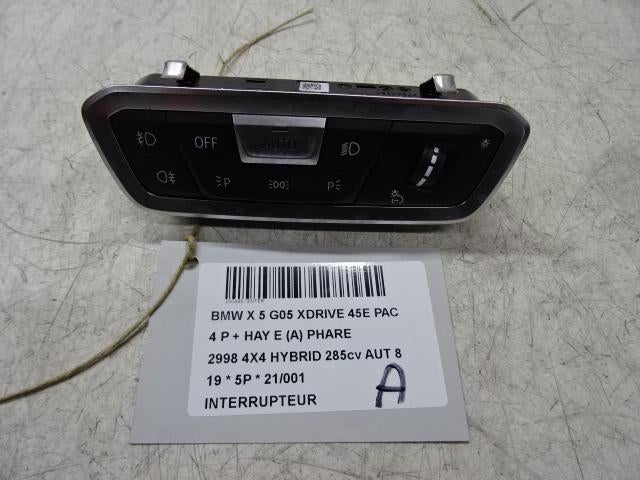 OFF
AUTO
P
P
BMW X 5 G05 XDRIVE 45E PAC
4 P + HAY E (A) PHARE
2998 4X4 HYBRID 285cv AUT 8
19 * 5P * 21/001
INTERRUPTEUR
A